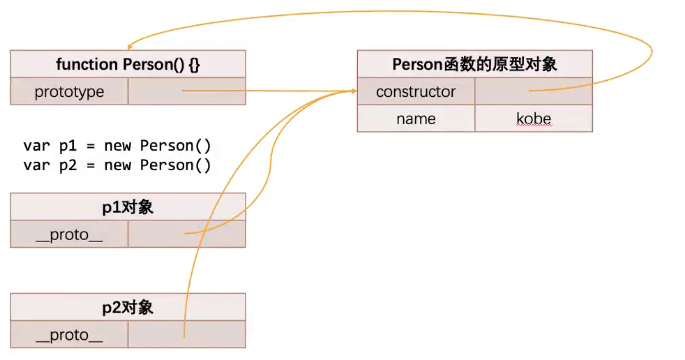 function Person() {}
prototype
Person函数的原型对象
constructor
name kobe
var p1 = new Person()
var p2 = new Person()
p1对象
__proto__
p2对象
__proto__